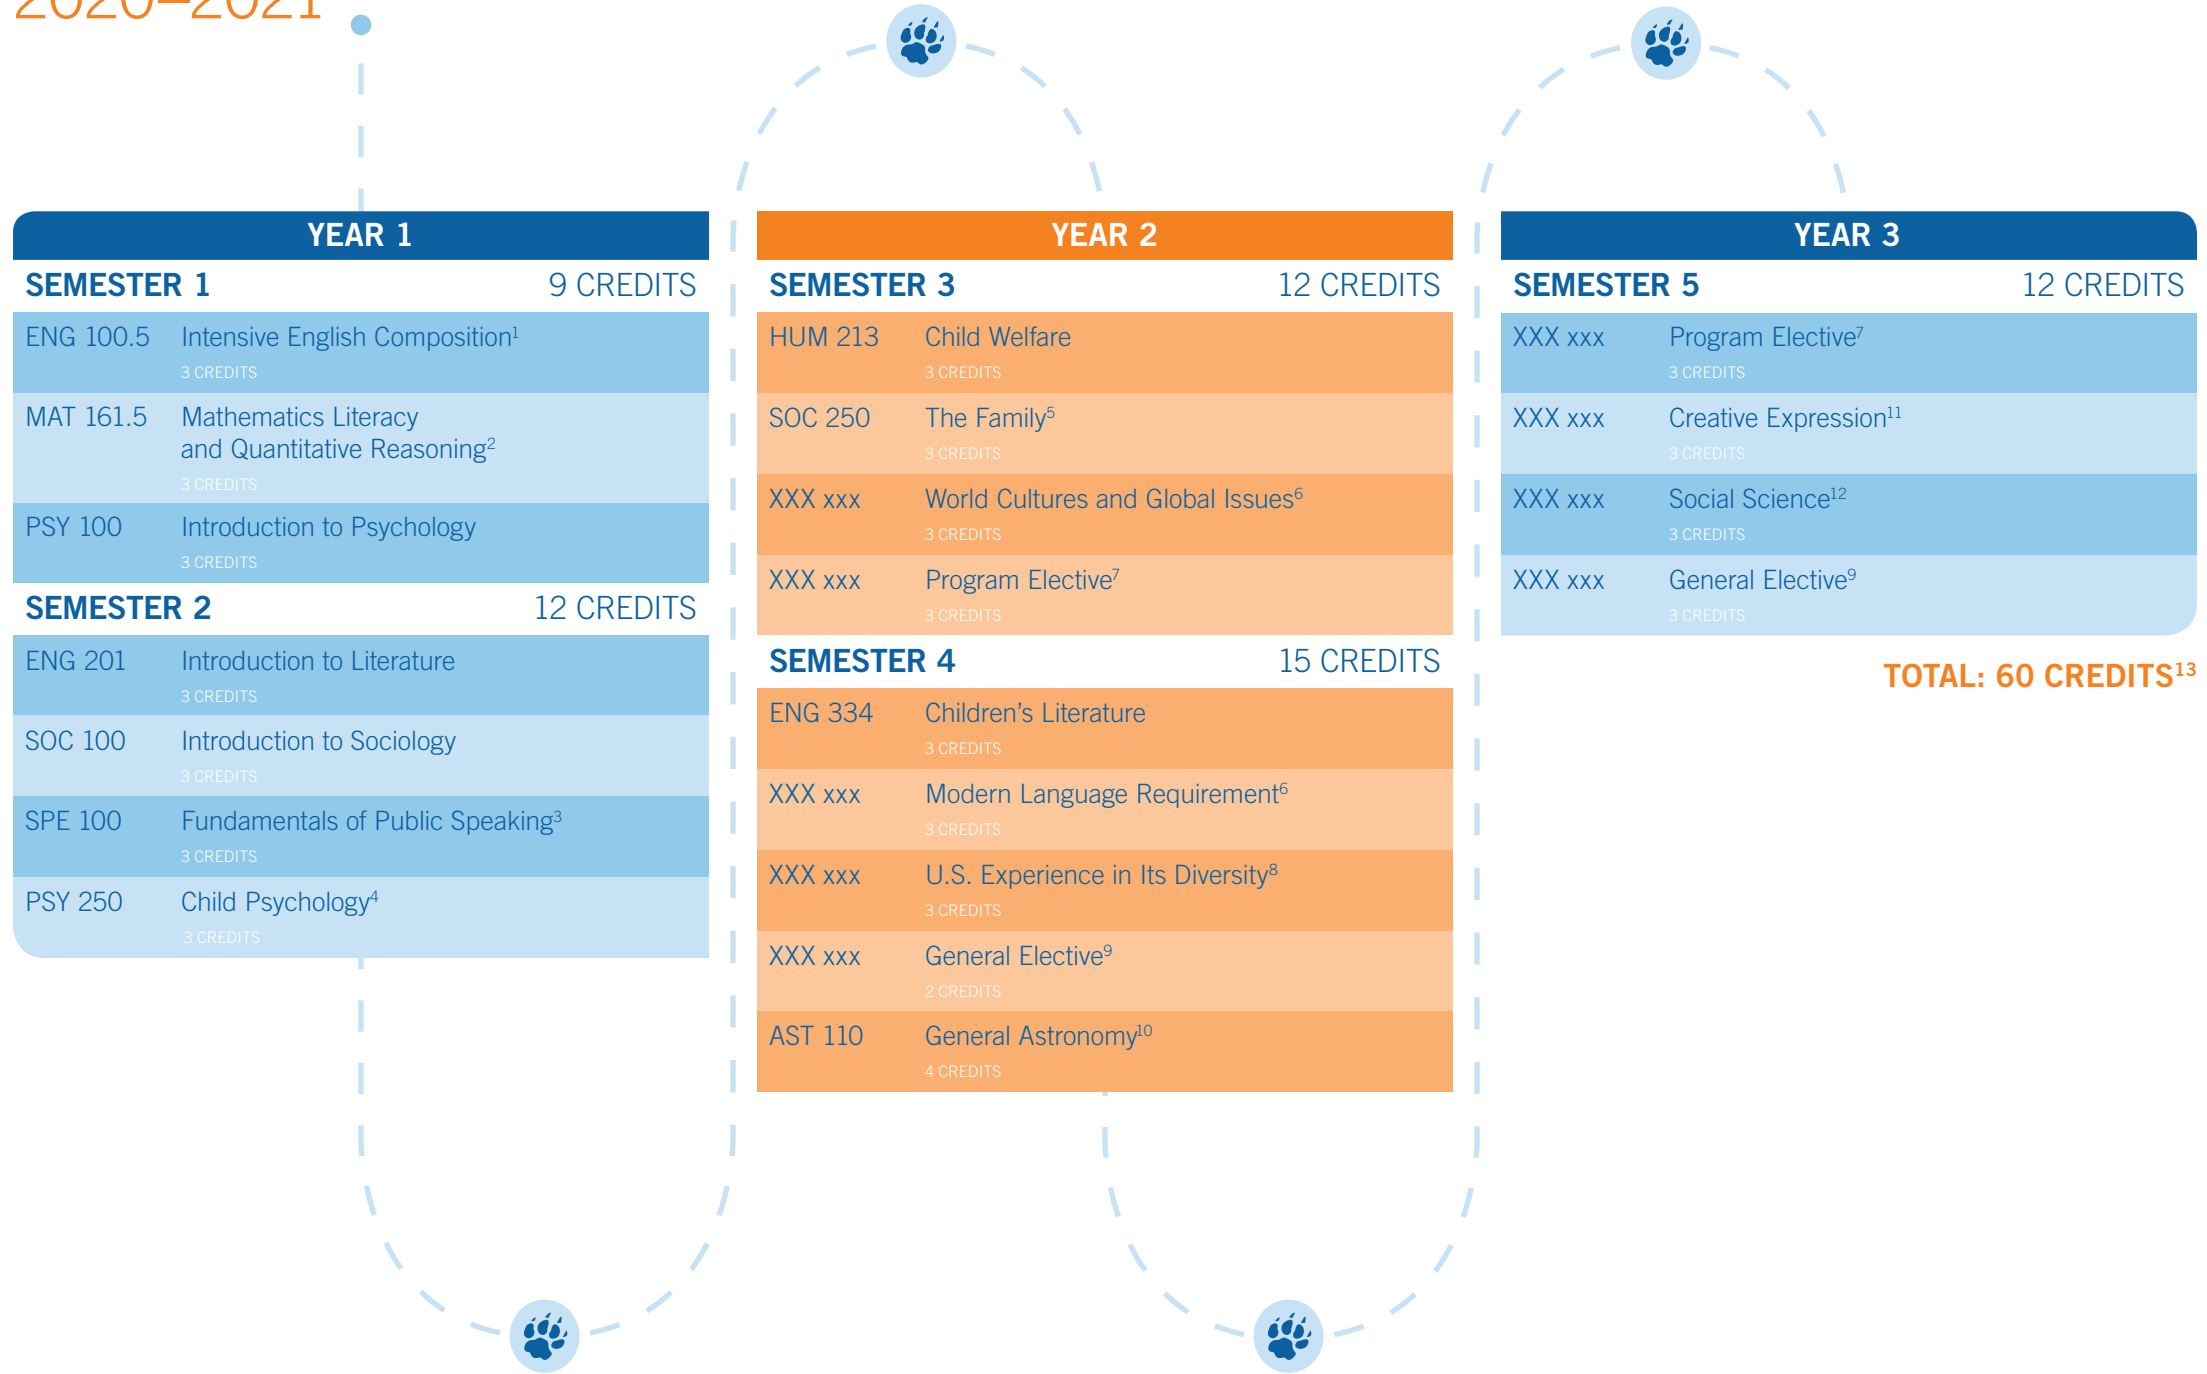 2020–2021
YEAR 1
SEMESTER 1 9 CREDITS
ENG 100.5 Intensive English Composition¹
3 CREDITS
MAT 161.5 Mathematics Literacy
and Quantitative Reasoning²
3 CREDITS
PSY 100 Introduction to Psychology
3 CREDITS
SEMESTER 2 12 CREDITS
ENG 201 Introduction to Literature
3 CREDITS
SOC 100 Introduction to Sociology
3 CREDITS
SPE 100 Fundamentals of Public Speaking³
3 CREDITS
PSY 250 Child Psychology⁴
3 CREDITS
YEAR 2
SEMESTER 3 12 CREDITS
HUM 213 Child Welfare
3 CREDITS
SOC 250 The Family⁵
3 CREDITS
XXX xxx World Cultures and Global Issues⁶
3 CREDITS
XXX xxx Program Elective⁷
3 CREDITS
SEMESTER 4 15 CREDITS
ENG 334 Children's Literature
3 CREDITS
XXX xxx Modern Language Requirement⁶
3 CREDITS
XXX xxx U.S. Experience in Its Diversity⁸
3 CREDITS
XXX xxx General Elective⁹
2 CREDITS
AST 110 General Astronomy¹⁰
4 CREDITS
YEAR 3
SEMESTER 5 12 CREDITS
XXX xxx Program Elective⁷
3 CREDITS
XXX xxx Creative Expression¹¹
3 CREDITS
XXX xxx Social Science¹²
3 CREDITS
XXX xxx General Elective⁹
3 CREDITS
TOTAL: 60 CREDITS¹³